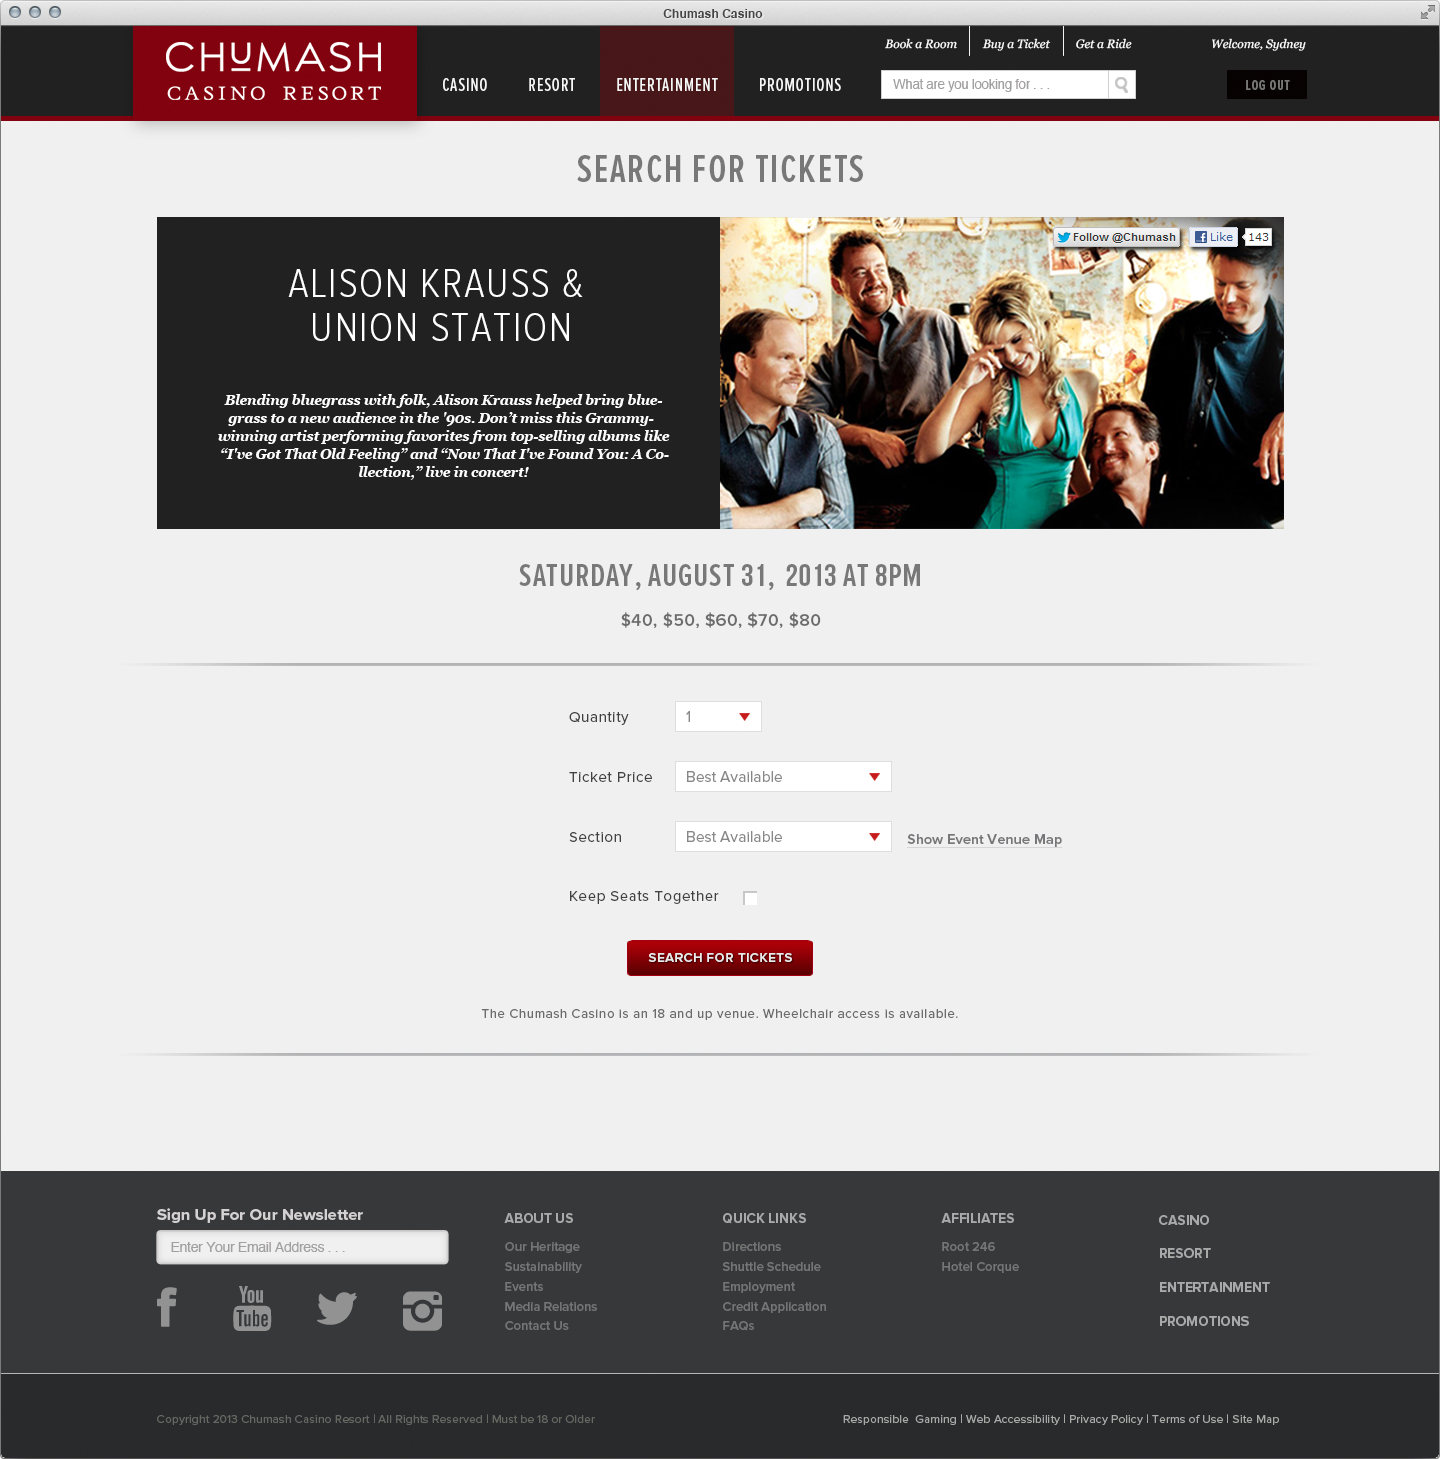 Chumash Casino
Book a Room
Buy a Ticket
Get a Ride
Welcome, Sydney
CHUMASH
CASINO RESORT
CASINO
RESORT
ENTERTAINMENT
PROMOTIONS
What are you looking for . . .
LOG OUT
SEARCH FOR TICKETS
Follow @Chumash
Like
143
ALISON KRAUSS &
UNION STATION
Blending bluegrass with folk, Alison Krauss helped bring blue-
grass to a new audience in the '90s. Don’t miss this Grammy-
winning artist performing favorites from top-selling albums like
“I've Got That Old Feeling” and “Now That I've Found You: A Co-
llection,” live in concert!
SATURDAY, AUGUST 31, 2013 AT 8PM
$40, $50, $60, $70, $80
Quantity
1
Ticket Price
Best Available
Section
Best Available
Show Event Venue Map
Keep Seats Together
SEARCH FOR TICKETS
The Chumash Casino is an 18 and up venue. Wheelchair access is available.
Sign Up For Our Newsletter
Enter Your Email Address . . .
You
Tube
ABOUT US
Our Heritage
Sustainability
Events
Media Relations
Contact Us
QUICK LINKS
Directions
Shuttle Schedule
Employment
Credit Application
FAQs
AFFILIATES
Root 246
Hotel Corque
CASINO
RESORT
ENTERTAINMENT
PROMOTIONS
Copyright 2013 Chumash Casino Resort | All Rights Reserved | Must be 18 or Older
Responsible Gaming | Web Accessibility | Privacy Policy | Terms of Use | Site Map